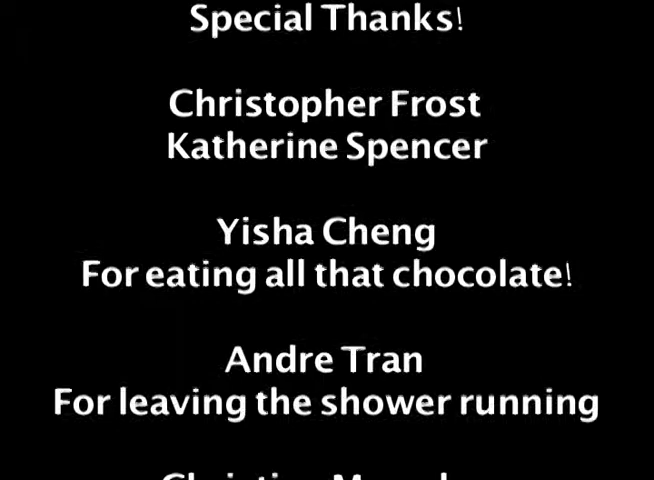 Special Thanks!
Christopher Frost
Katherine Spencer
Yisha Cheng
For eating all that chocolate!
Andre Tran
For leaving the shower running